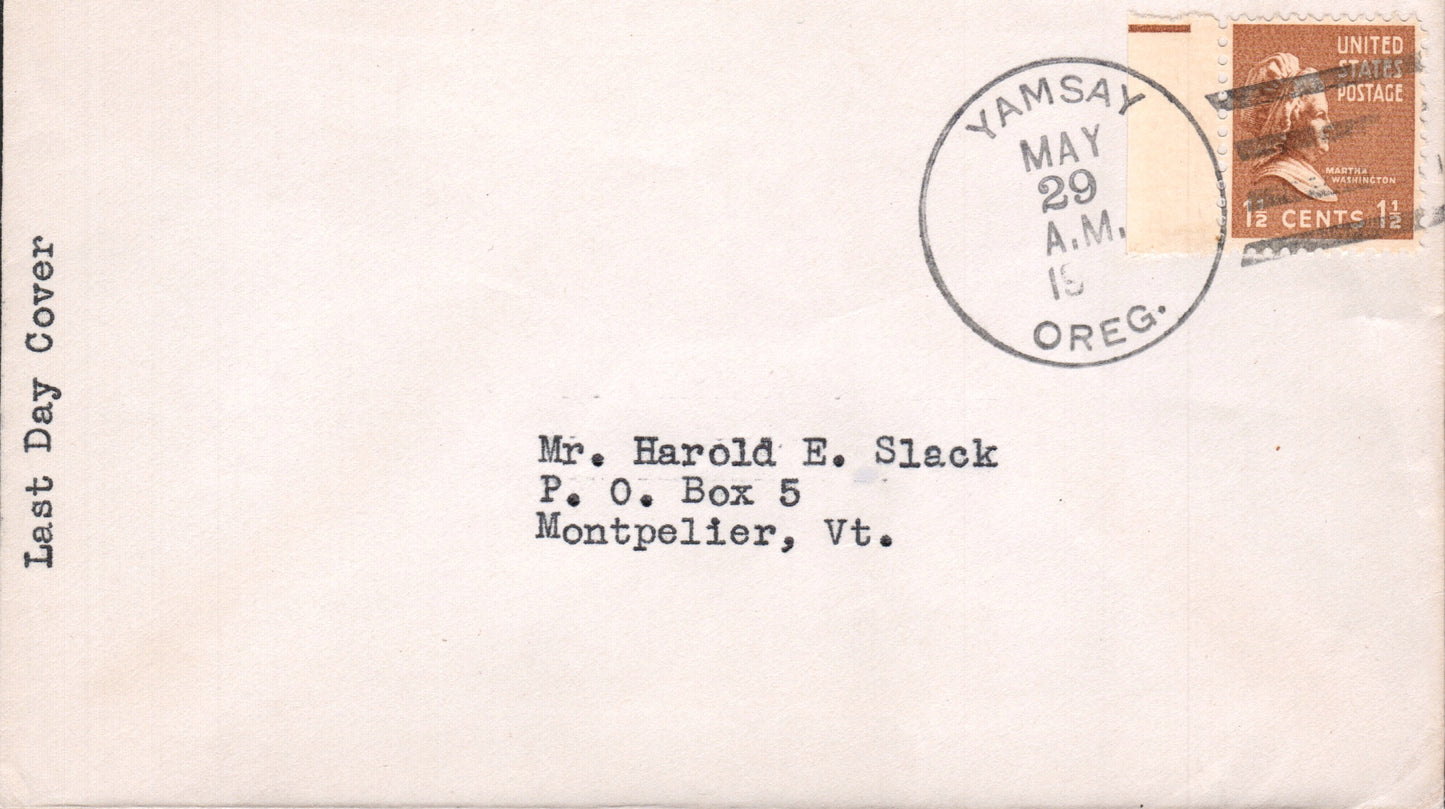 UNITED
STATES
POSTAGE
MARTHA
WASHINGTON
1½ CENTS 1½
YAMSAY
MAY
29
A.M.
OREG.
Last Day Cover
Mr. Harold E. Slack
P. O. Box 5
Montpelier, Vt.